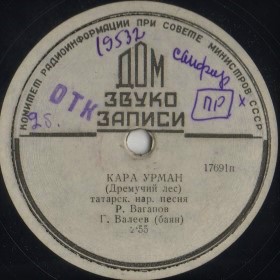 КОМИТЕТ РАДИОИНФОРМАЦИИ ПРИ СОВЕТЕ МИНИСТРОВ СССР
19532
ДОМ
ЗВУКО
ЗАПИСИ
ОТК
ПР
х
17691п
КАРА УРМАН
(Дремучий лес)
татарск. нар. песня
Р. Вагапов
Г. Валеев (баян)